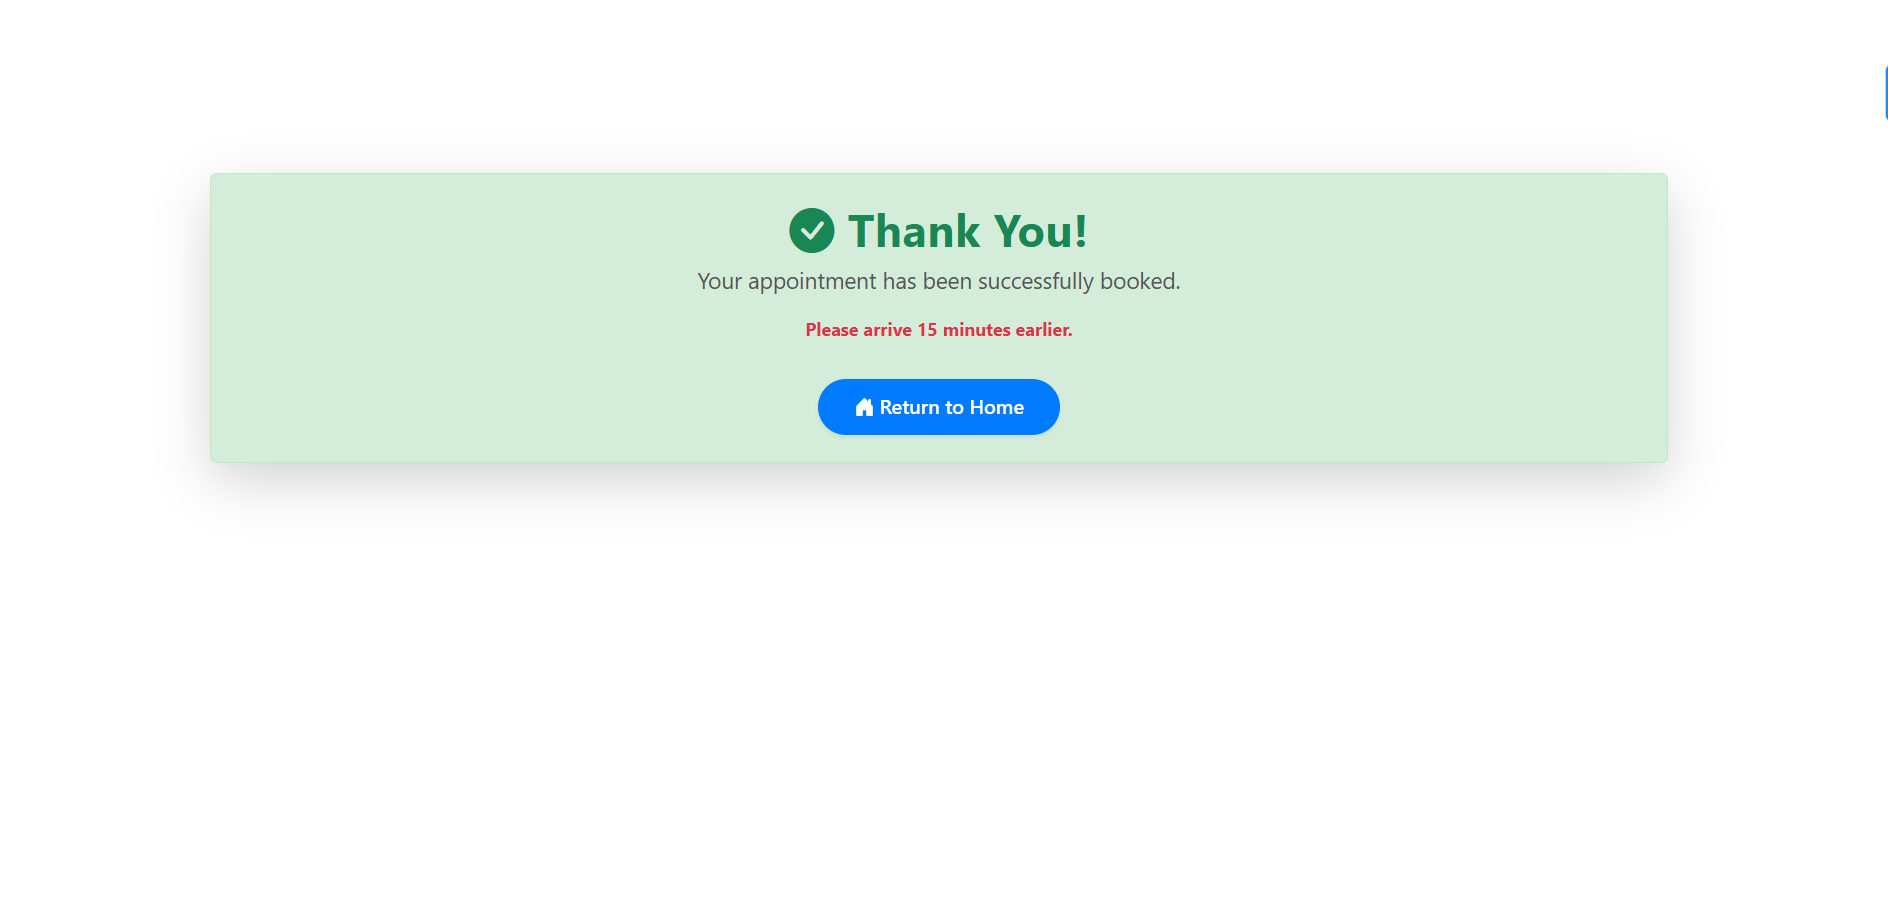 Thank You!
Your appointment has been successfully booked.
Please arrive 15 minutes earlier.
Return to Home